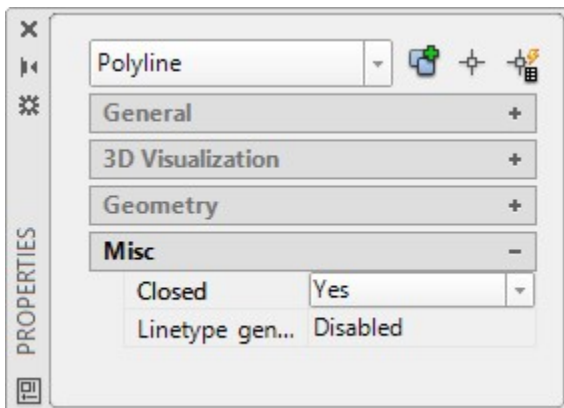 Polyline
General
3D Visualization
Geometry
Misc
Closed Yes
Linetype gen... Disabled
PROPERTIES